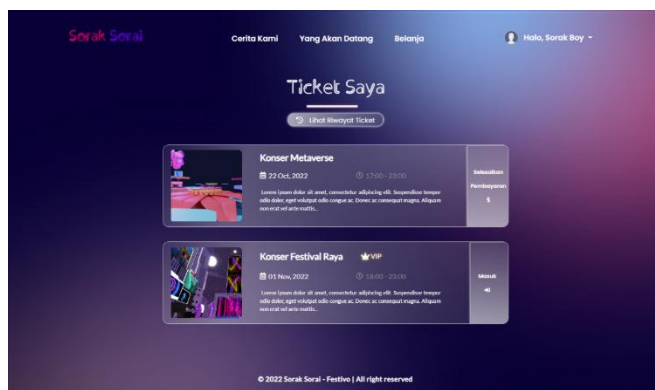 Sorak Sorai
Cerita Kami Yang Akan Datang Belanja
Halo, Sorak Boy
Ticket Saya
Lihat Riwayat Ticket
Konser Metaverse
22 Oct, 2022 17:00 - 23:00
Lorem ipsum dolor sit amet, consectetur adipiscing elit. Suspendisse tempor
odio dolor, eget volutpat odio congue ac. Donec ac consequat magna. Aliquam
non erat vel ante mattis...
Selesaikan
Pembayaran
$
Konser Festival Raya VIP
01 Nov, 2022 18:00 - 23:00
Lorem ipsum dolor sit amet, consectetur adipiscing elit. Suspendisse tempor
odio dolor, eget volutpat odio congue ac. Donec ac consequat magna. Aliquam
non erat vel ante mattis...
Masuk
© 2022 Sorak Sorai - Festivo | All right reserved